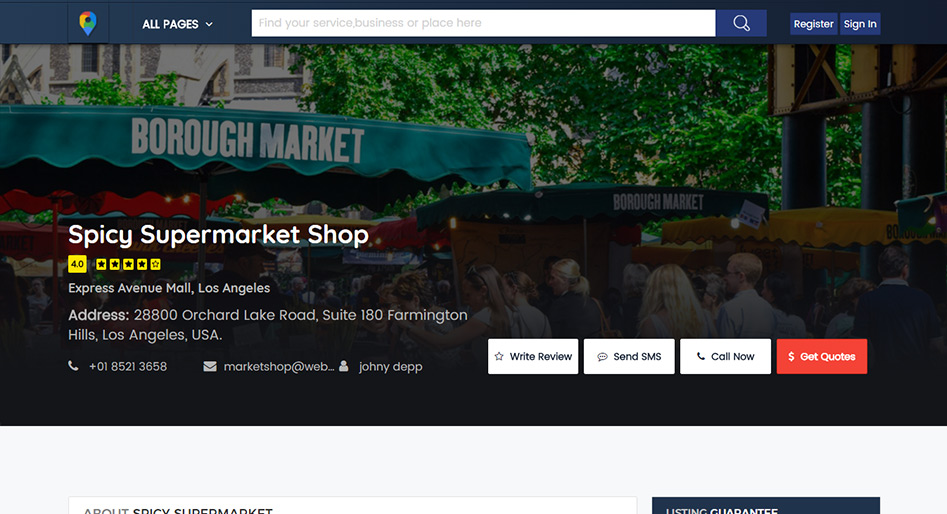 ALL PAGES
Find your service,business or place here
Register
Sign In
BOROUGH MARKET
BOROUGH MARKET
Spicy Supermarket Shop
4.0
Express Avenue Mall, Los Angeles
Address: 28800 Orchard Lake Road, Suite 180 Farmington
Hills, Los Angeles, USA.
+01 8521 3658
marketshop@web...
johny depp
Write Review
Send SMS
Call Now
$ Get Quotes
ABOUT SPICY SUPERMARKET
LISTING GUARANTEE